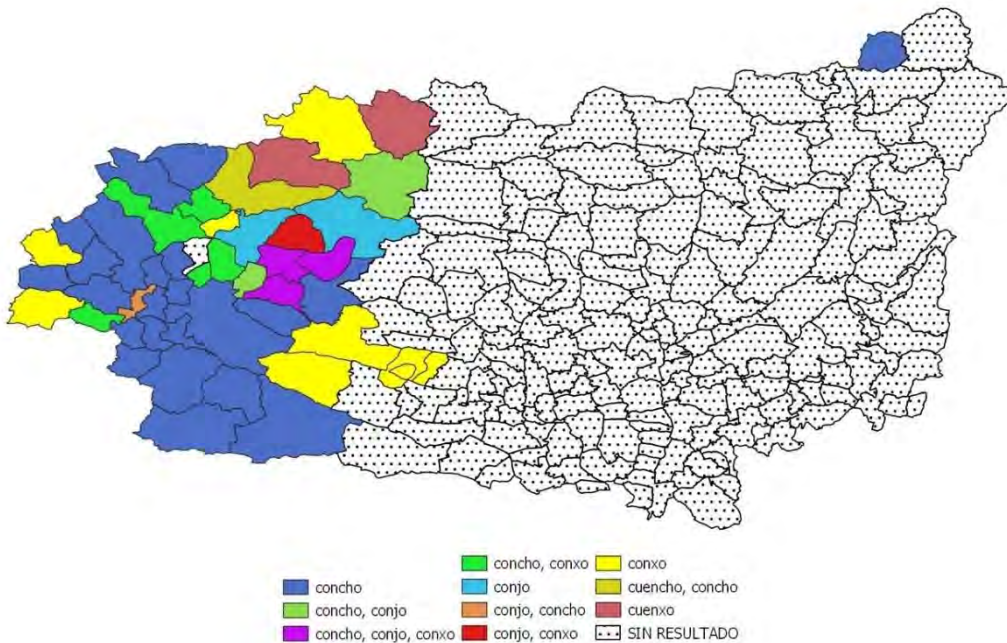 concho
concho, conjo
concho, conjo, conxo
concho, conxo
conjo
conjo, concho
conjo, conxo
conxo
cuencho, concho
cuenxo
SIN RESULTADO